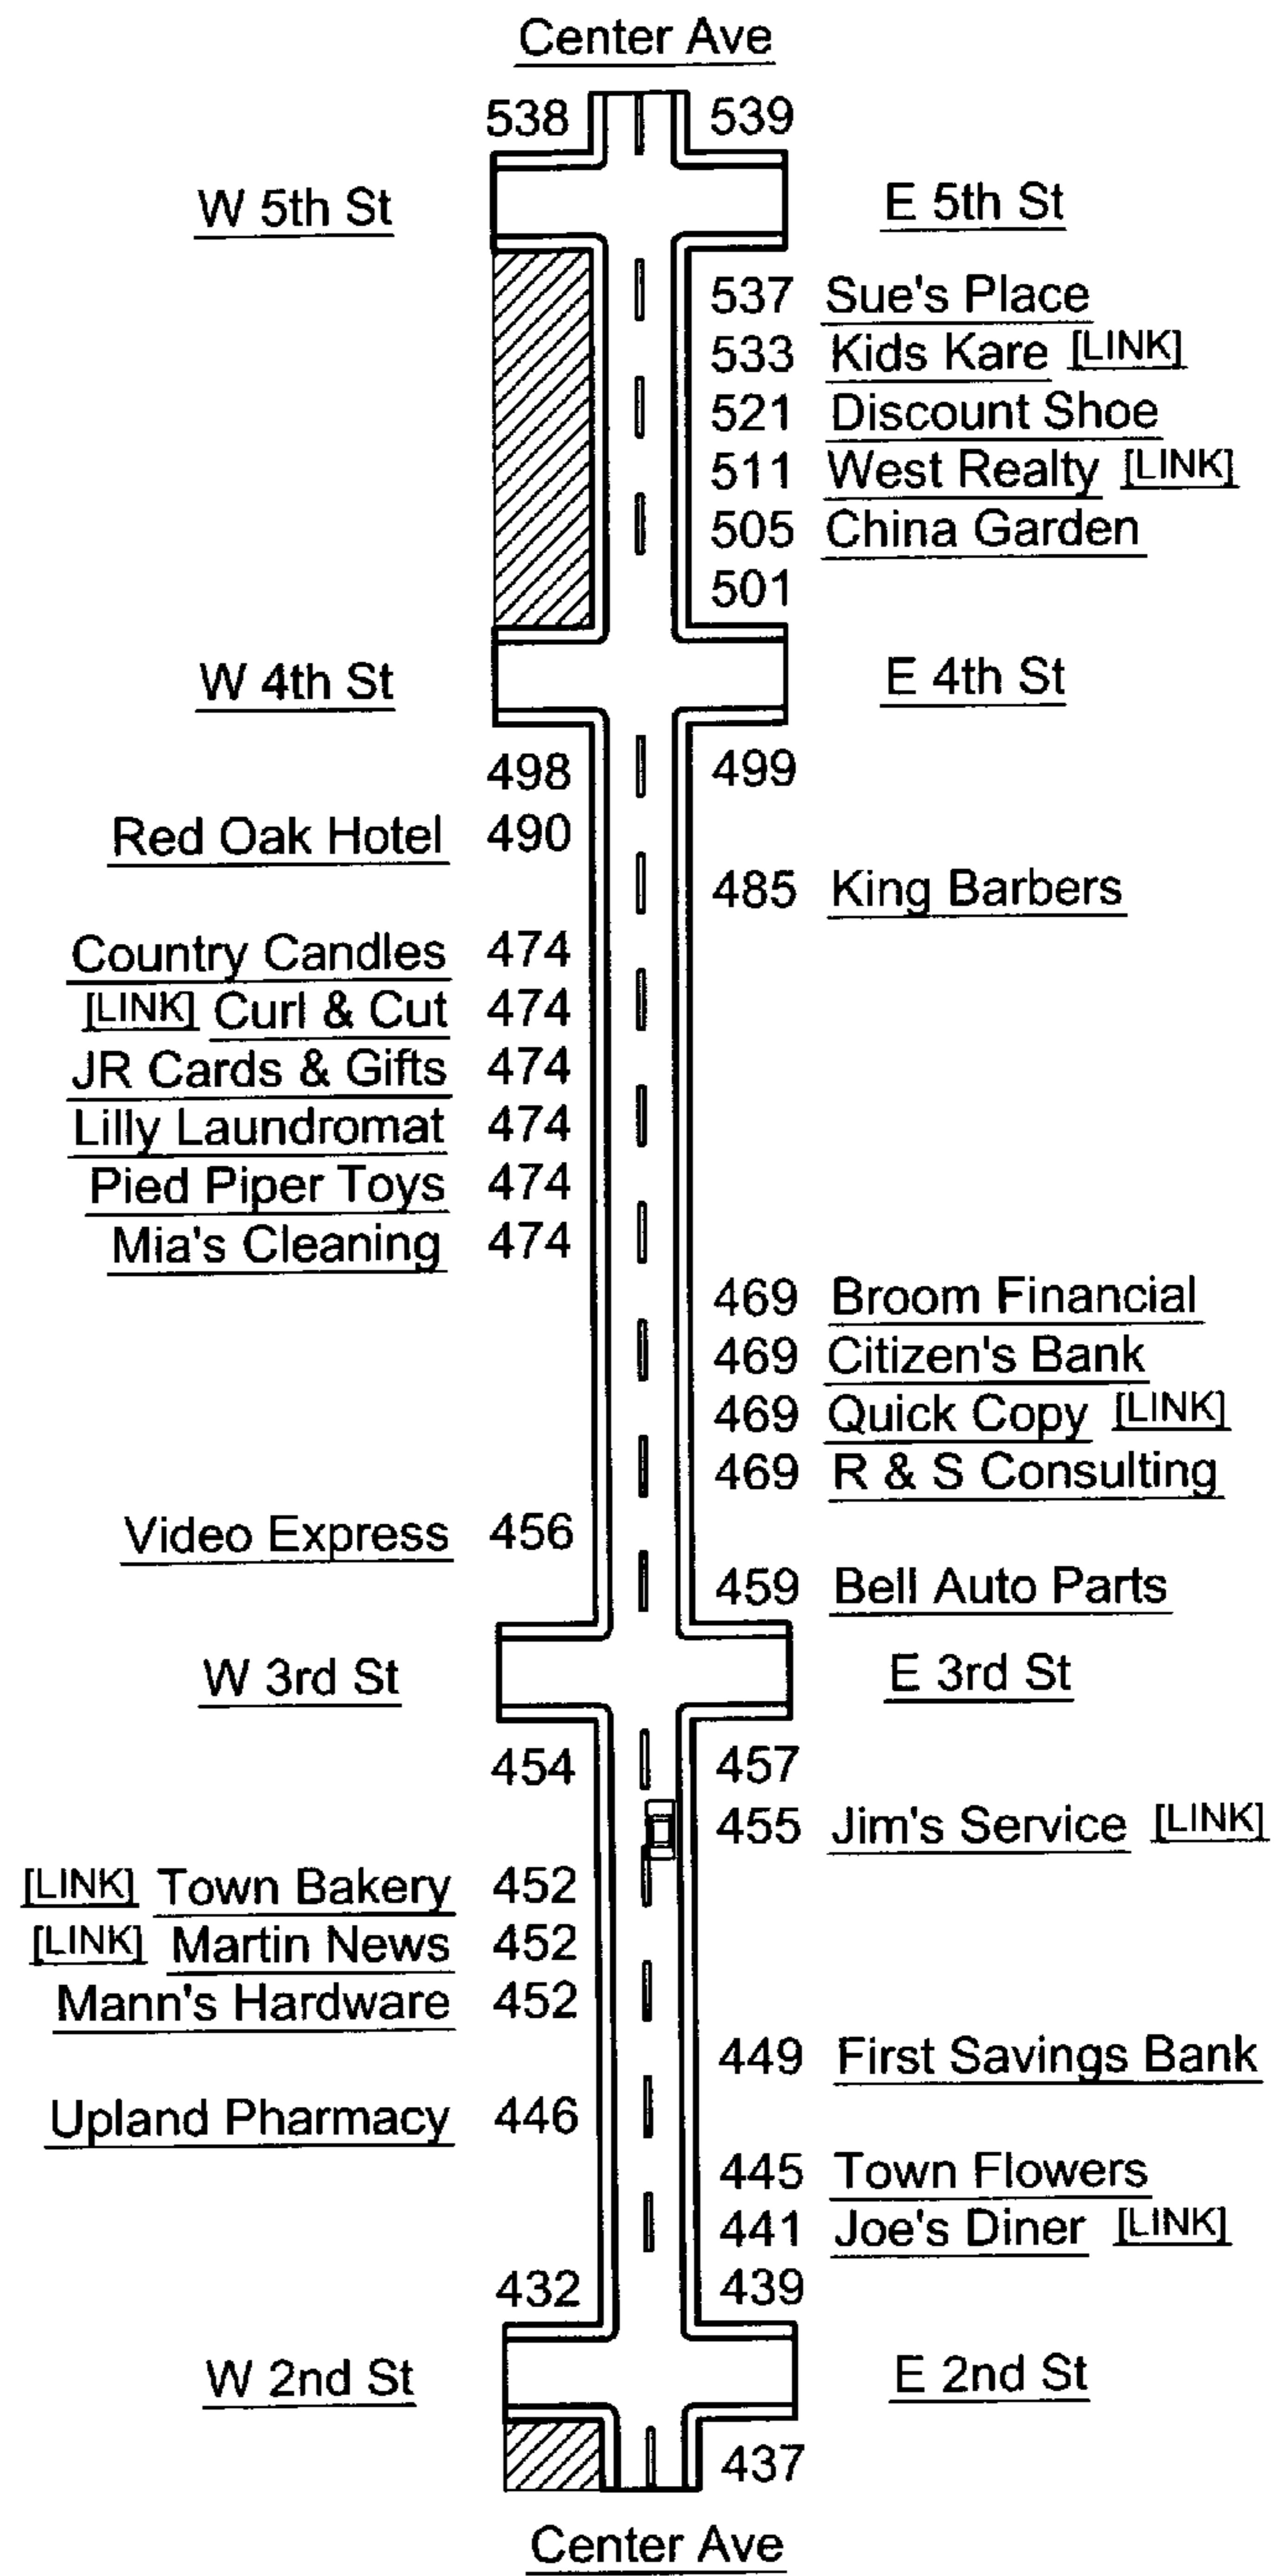 Center Ave
538 539
W 5th St E 5th St
537 Sue's Place
533 Kids Kare [LINK]
521 Discount Shoe
511 West Realty [LINK]
505 China Garden
501
W 4th St E 4th St
498 499
Red Oak Hotel 490
485 King Barbers
Country Candles 474
[LINK] Curl & Cut 474
JR Cards & Gifts 474
Lilly Laundromat 474
Pied Piper Toys 474
Mia's Cleaning 474
469 Broom Financial
469 Citizen's Bank
469 Quick Copy [LINK]
469 R & S Consulting
Video Express 456
459 Bell Auto Parts
W 3rd St E 3rd St
454 457
455 Jim's Service [LINK]
[LINK] Town Bakery 452
[LINK] Martin News 452
Mann's Hardware 452
449 First Savings Bank
Upland Pharmacy 446
445 Town Flowers
441 Joe's Diner [LINK]
432 439
W 2nd St E 2nd St
437
Center Ave